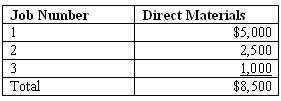 Job Number Direct Materials
1 $5,000
2 2,500
3 1,000
Total $8,500